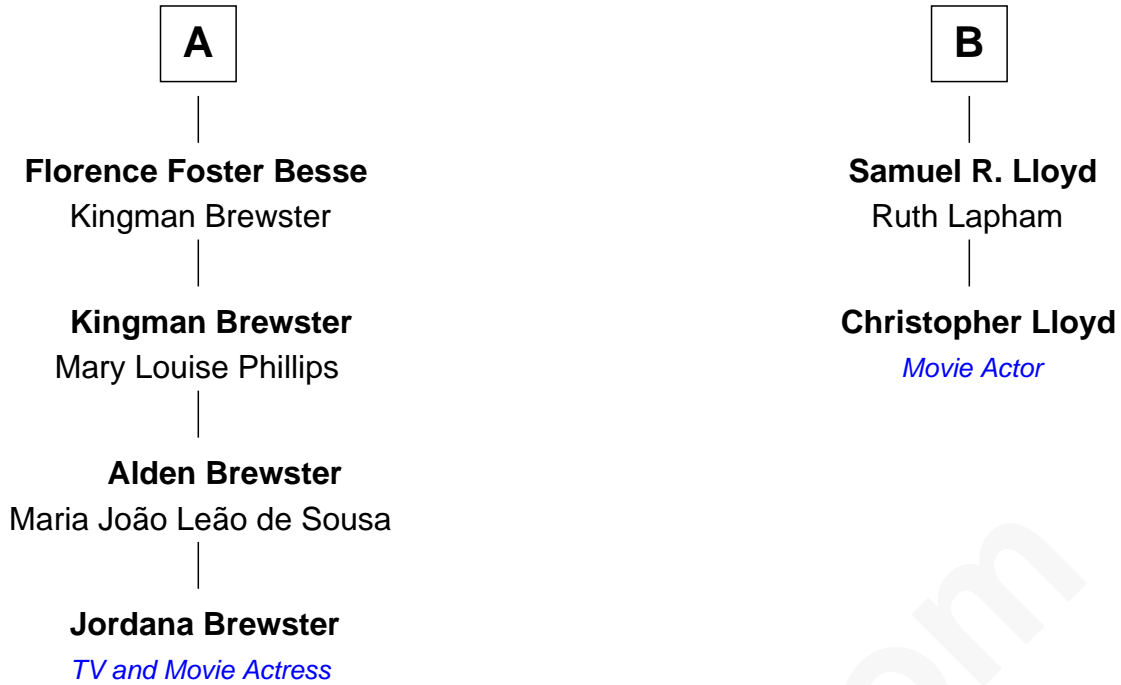 A
Florence Foster Besse
Kingman Brewster
Kingman Brewster
Mary Louise Phillips
Alden Brewster
Maria João Leão de Sousa
Jordana Brewster
TV and Movie Actress
B
Samuel R. Lloyd
Ruth Lapham
Christopher Lloyd
Movie Actor
om